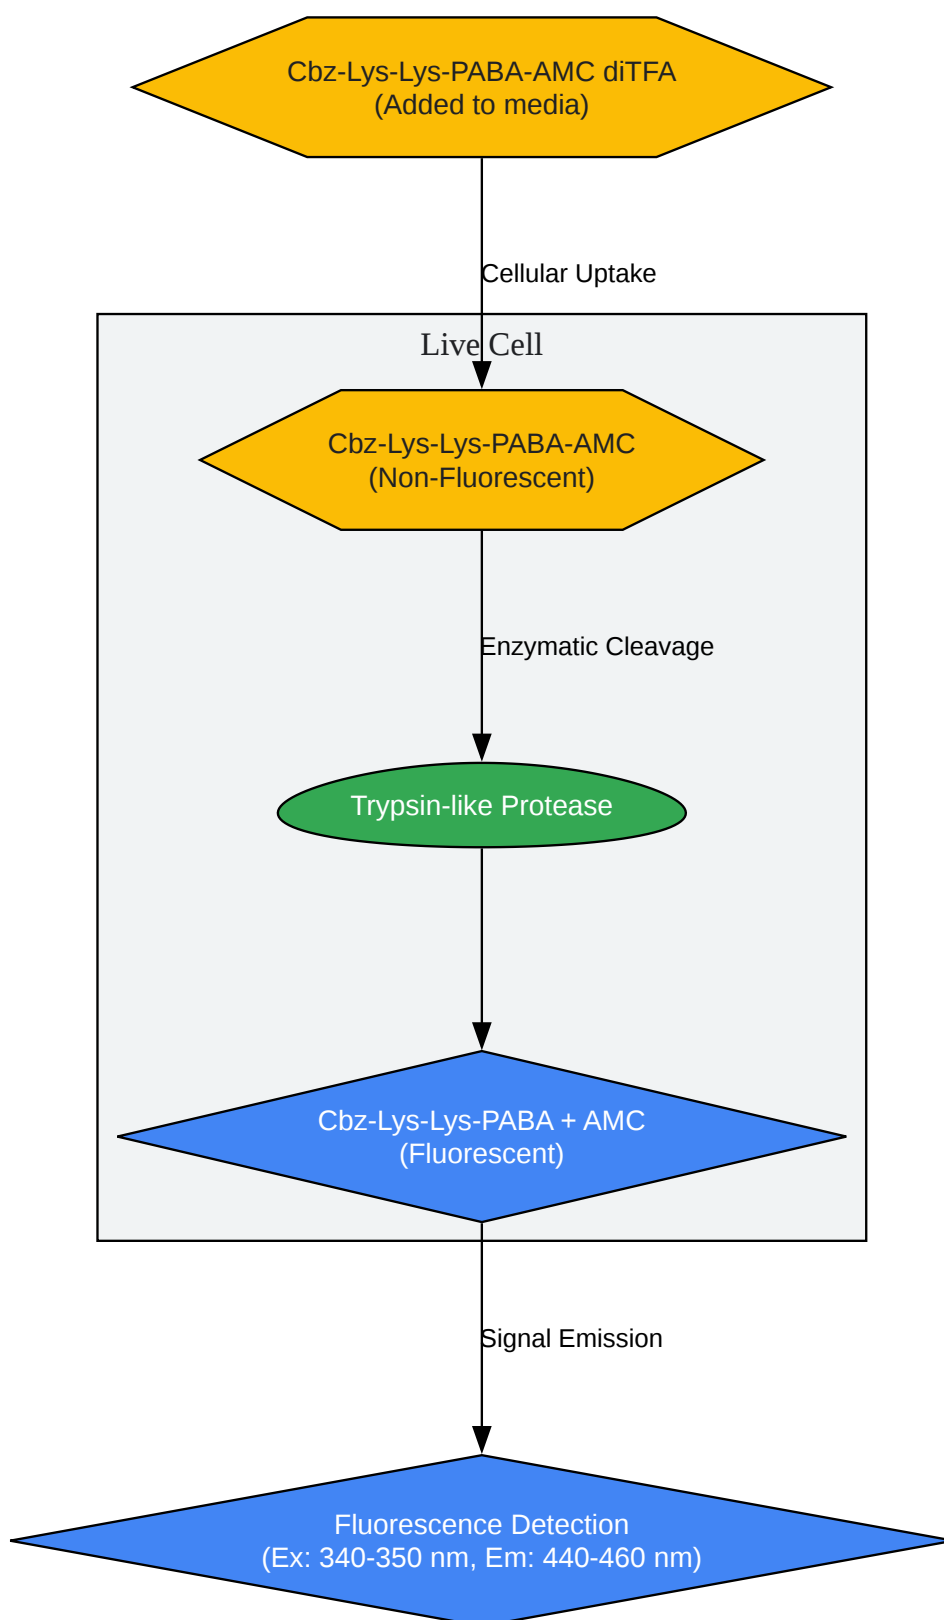 Cbz-Lys-Lys-PABA-AMC diTFA
(Added to media)
Cellular Uptake
Live Cell
Cbz-Lys-Lys-PABA-AMC
(Non-Fluorescent)
Enzymatic Cleavage
Trypsin-like Protease
Cbz-Lys-Lys-PABA + AMC
(Fluorescent)
Signal Emission
Fluorescence Detection
(Ex: 340-350 nm, Em: 440-460 nm)